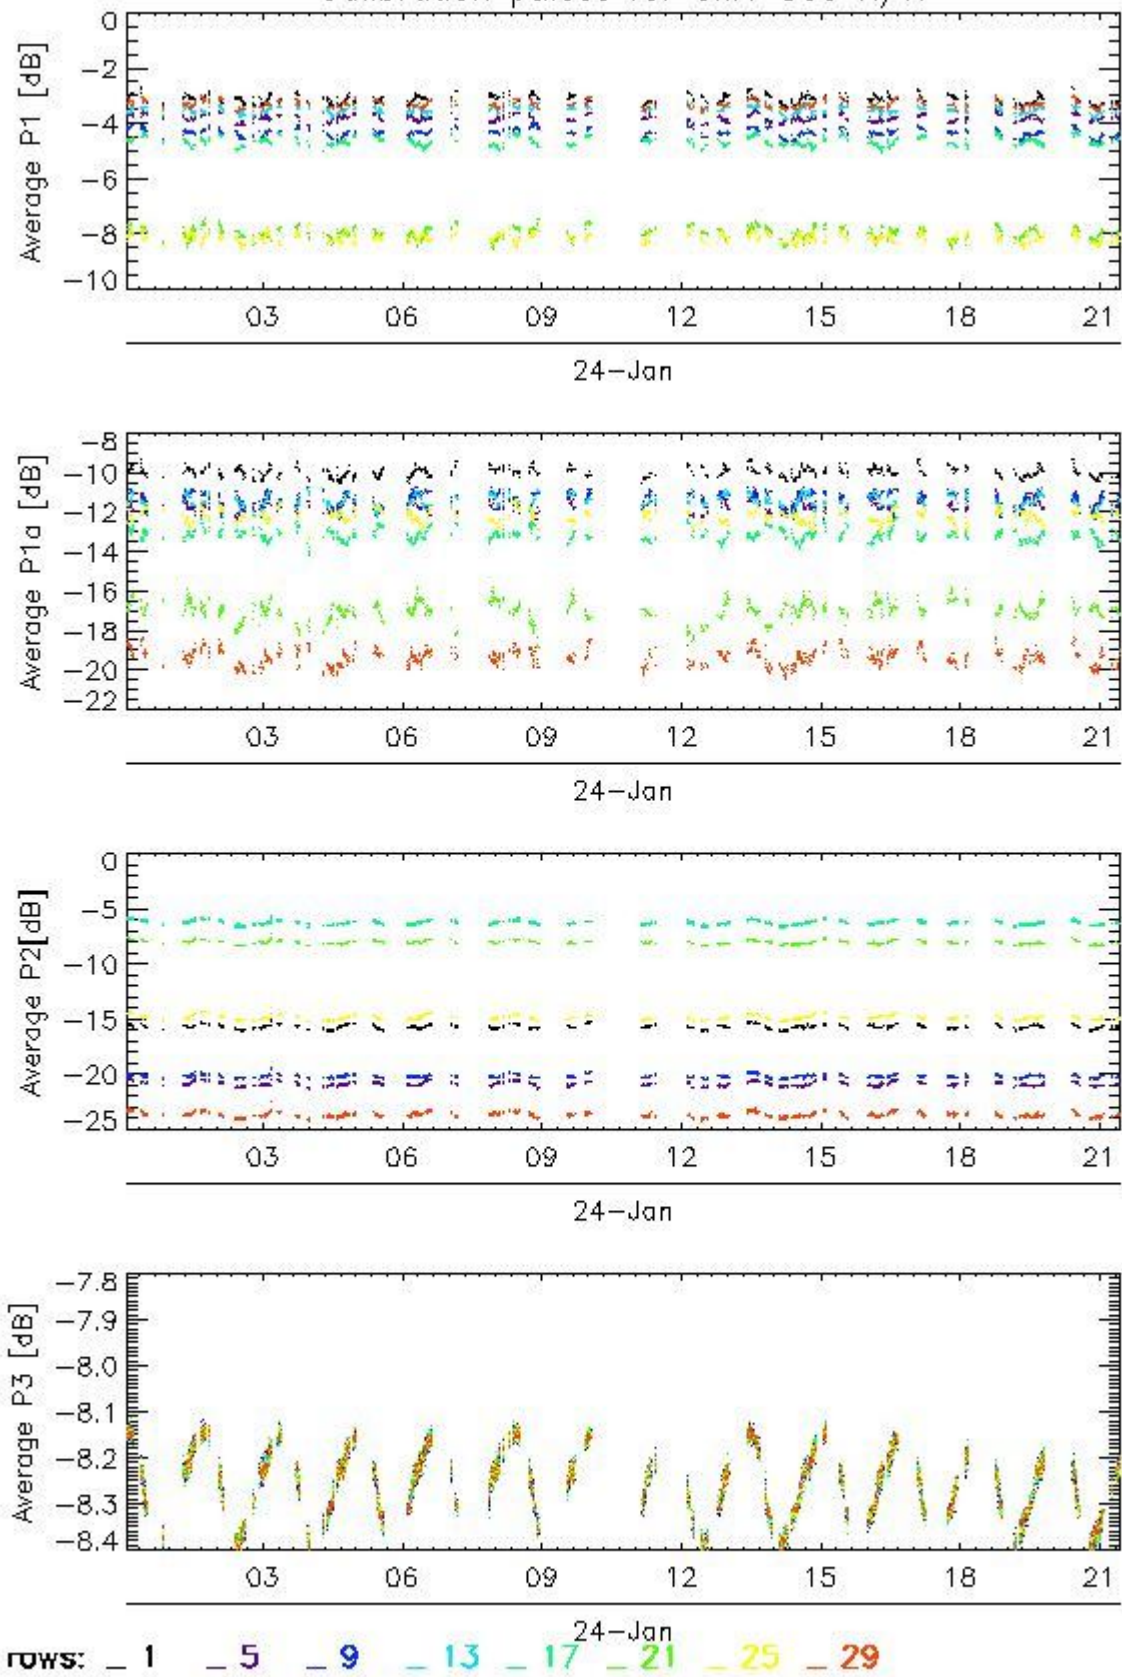 Average P1 [dB]
0
−2
−4
−6
−8
−10
03 06 09 12 15 18 21
24−Jan
Average P1a [dB]
−8
−10
−12
−14
−16
−18
−20
−22
03 06 09 12 15 18 21
24−Jan
Average P2[dB]
0
−5
−10
−15
−20
−25
03 06 09 12 15 18 21
24−Jan
Average P3 [dB]
−7.8
−7.9
−8.0
−8.1
−8.2
−8.3
−8.4
03 06 09 12 15 18 21
24−Jan
rows: _ 1 _ 5 _ 9 _ 13 _ 17 _ 21 _ 25 _ 29